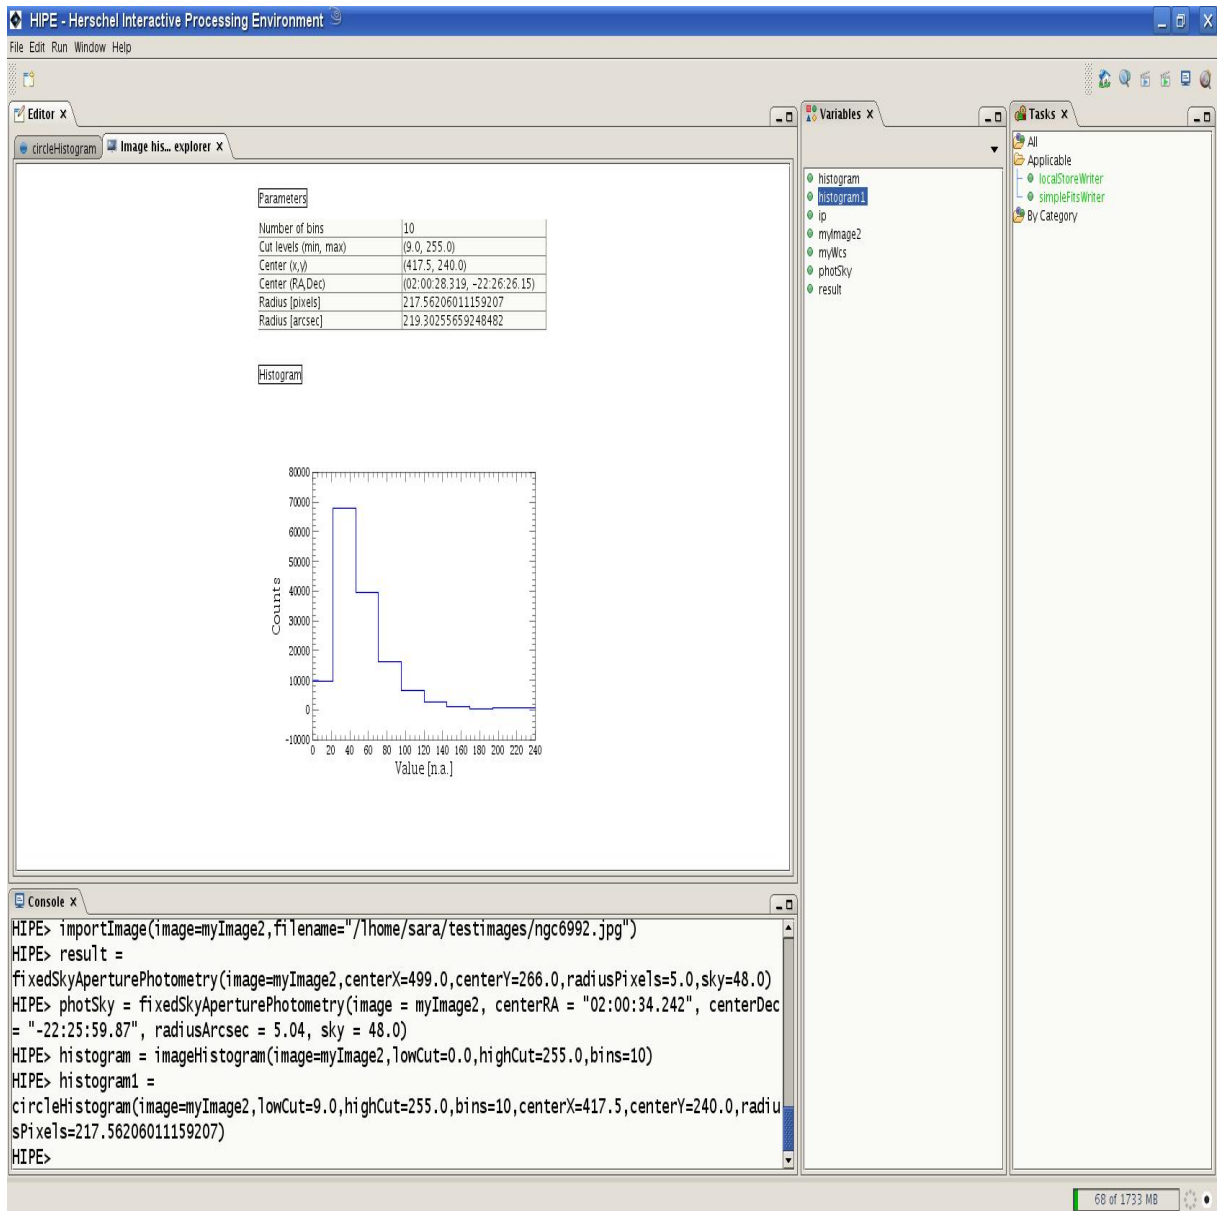 HIPE - Herschel Interactive Processing Environment
File Edit Run Window Help
Editor x
circleHistogram Image his... explorer x
Parameters
Number of bins 10
Cut levels (min, max) (9.0, 255.0)
Center (x,y) (417.5, 240.0)
Center (RA,Dec) (02:00:28.319, -22:26:26.15)
Radius [pixels] 217.56206011159207
Radius [arcsec] 219.30255659248482
Histogram
80000
70000
60000
50000
40000
30000
20000
10000
0
-10000
Counts
0 20 40 60 80 100 120 140 160 180 200 220 240
Value [n.a.]
Variables x
histogram
histogram1
ip
myImage2
myWcs
photSky
result
Tasks x
All
Applicable
localStoreWriter
simpleFitsWriter
By Category
Console x
HIPE> importImage(image=myImage2,filename="/lhome/sara/testimages/ngc6992.jpg")
HIPE> result =
fixedSkyAperturePhotometry(image=myImage2,centerX=499.0,centerY=266.0,radiusPixels=5.0,sky=48.0)
HIPE> photSky = fixedSkyAperturePhotometry(image = myImage2, centerRA = "02:00:34.242", centerDec
= "-22:25:59.87", radiusArcsec = 5.04, sky = 48.0)
HIPE> histogram = imageHistogram(image=myImage2,lowCut=0.0,highCut=255.0,bins=10)
HIPE> histogram1 =
circleHistogram(image=myImage2,lowCut=9.0,highCut=255.0,bins=10,centerX=417.5,centerY=240.0,radiu
sPixels=217.56206011159207)
HIPE>
68 of 1733 MB